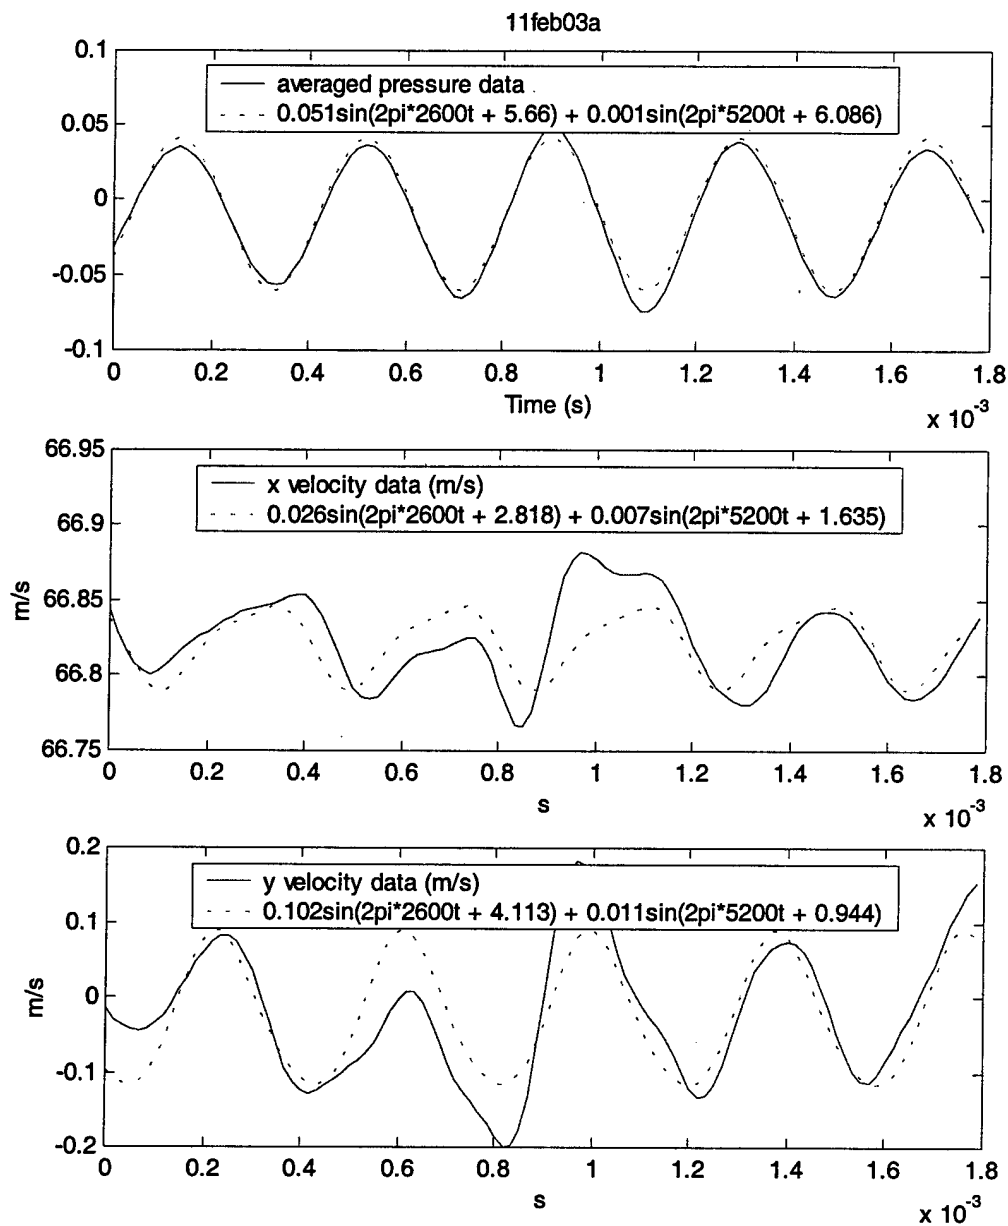 11feb03a
0.1
0.05
0
-0.05
-0.1
averaged pressure data
0.051sin(2pi*2600t + 5.66) + 0.001sin(2pi*5200t + 6.086)
0 0.2 0.4 0.6 0.8 1 1.2 1.4 1.6 1.8
Time (s)
x 10-3
66.95
66.9
66.85
66.8
66.75
m/s
x velocity data (m/s)
0.026sin(2pi*2600t + 2.818) + 0.007sin(2pi*5200t + 1.635)
0 0.2 0.4 0.6 0.8 1 1.2 1.4 1.6 1.8
s
x 10-3
0.2
0.1
0
-0.1
-0.2
m/s
y velocity data (m/s)
0.102sin(2pi*2600t + 4.113) + 0.011sin(2pi*5200t + 0.944)
0 0.2 0.4 0.6 0.8 1 1.2 1.4 1.6 1.8
s
x 10-3